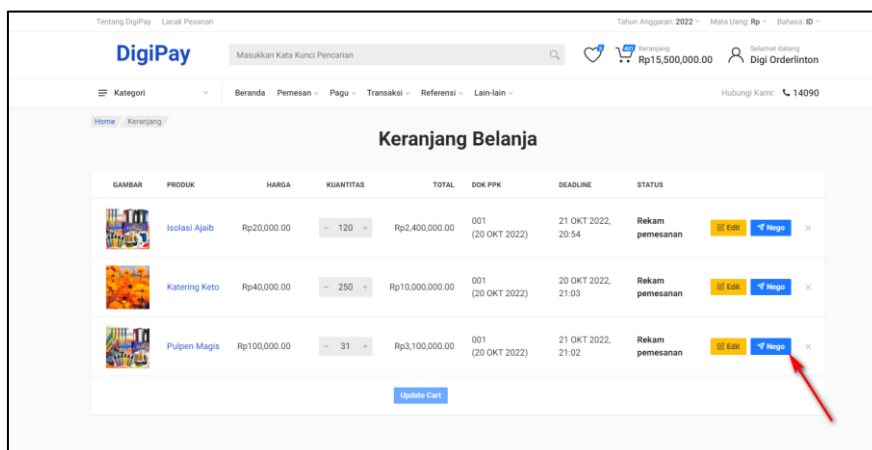 Tentang DigiPay Lacak Pesanan Tahun Anggaran: 2022 Mata Uang: Rp Bahasa: ID
DigiPay Masukkan Kata Kunci Pencarian Keranjang Rp15,500,000.00 Selamat datang Digi Orderlinton
Kategori Beranda Pemesan Pagu Transaksi Referensi Lain-lain Hubungi Kami: 14090
Home / Keranjang
Keranjang Belanja
GAMBAR PRODUK HARGA KUANTITAS TOTAL DOK PPK DEADLINE STATUS
Isolasi Ajaib Rp20,000.00 − 120 + Rp2,400,000.00 001 (20 OKT 2022) 21 OKT 2022, 20:54 Rekam pemesanan Edit Nego ×
Katering Keto Rp40,000.00 − 250 + Rp10,000,000.00 001 (20 OKT 2022) 20 OKT 2022, 21:03 Rekam pemesanan Edit Nego ×
Pulpen Magis Rp100,000.00 − 31 + Rp3,100,000.00 001 (20 OKT 2022) 21 OKT 2022, 21:02 Rekam pemesanan Edit Nego ×
Update Cart